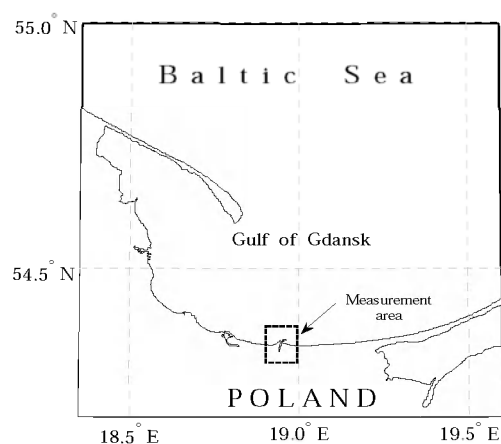 55.0° N
Baltic Sea
Gulf of Gdansk
54.5° N
Measurement
area
POLAND
18.5° E
19.0° E
19.5° E